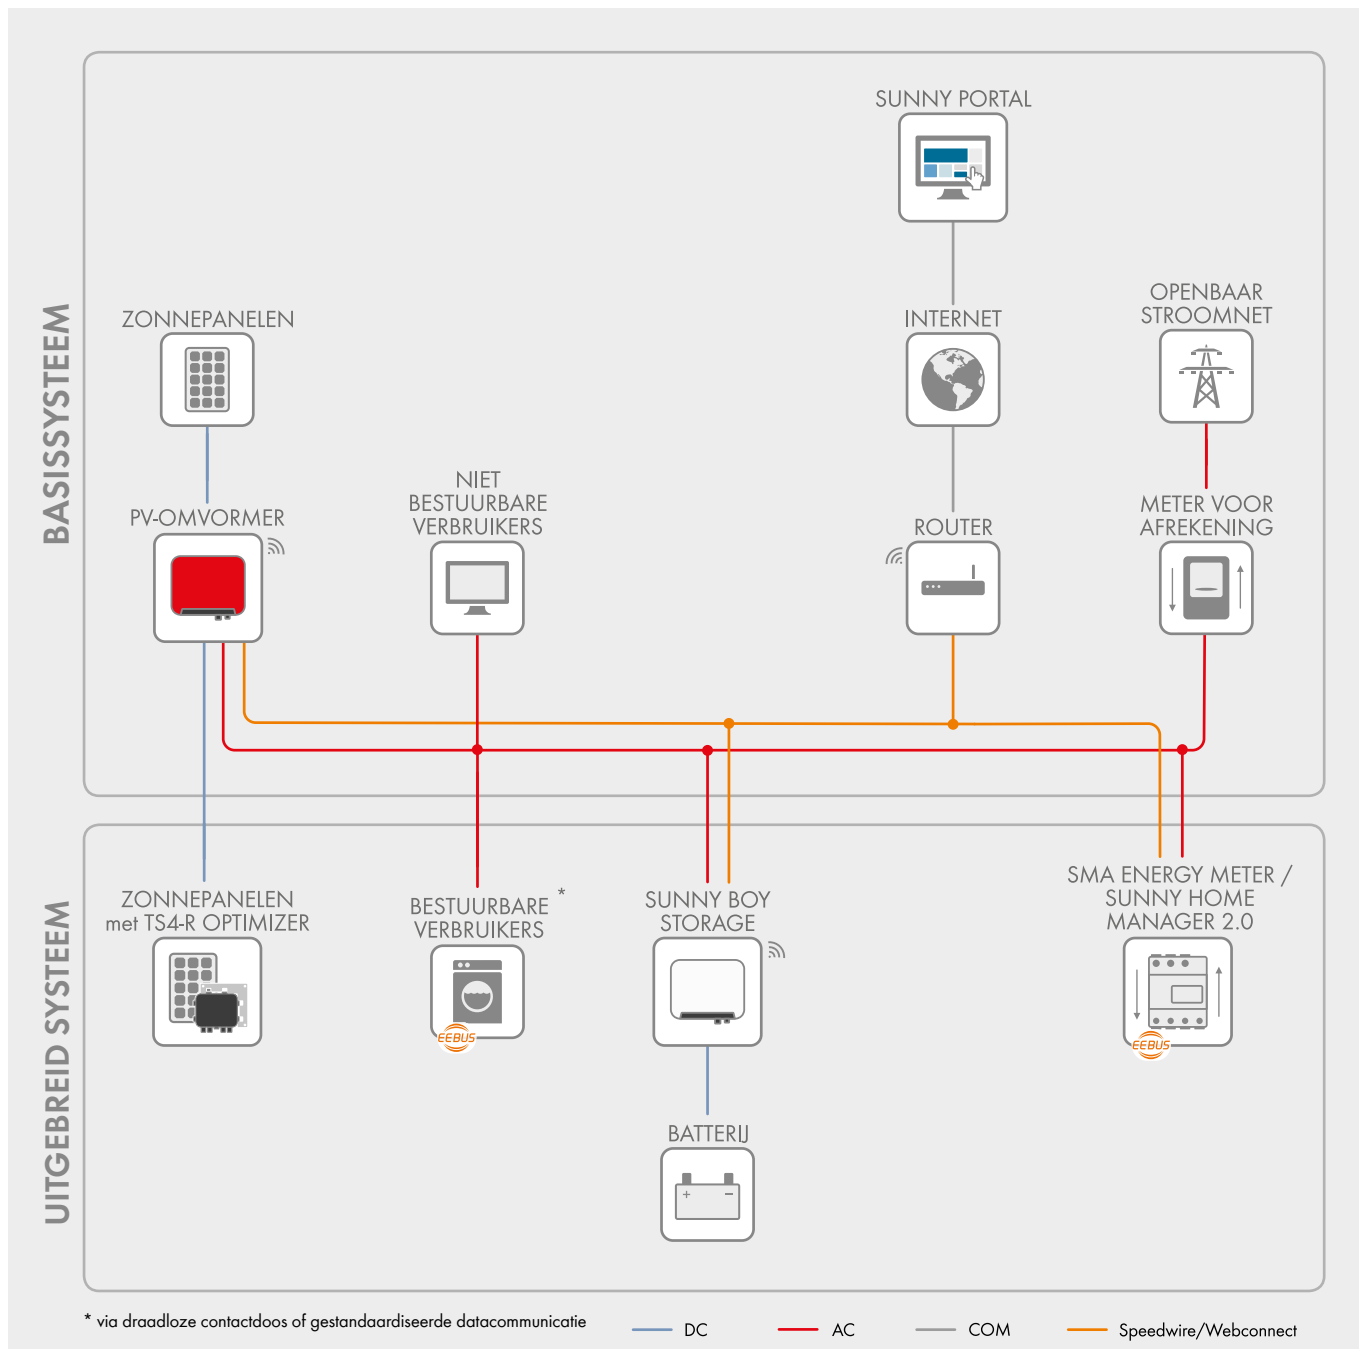 BASISSYSTEEM
SUNNY PORTAL
ZONNEPANELEN
INTERNET
OPENBAAR
STROOMNET
PV-OMVORMER
NIET
BESTUURBARE
VERBRUIKERS
ROUTER
METER VOOR
AFREKENING
UITGEBREID SYSTEEM
ZONNEPANELEN
met TS4-R OPTIMIZER
BESTUURBARE *
VERBRUIKERS
EEBUS
SUNNY BOY
STORAGE
SMA ENERGY METER /
SUNNY HOME
MANAGER 2.0
EEBUS
BATTERIJ
+ −
* via draadloze contactdoos of gestandaardiseerde datacommunicatie
DC
AC
COM
Speedwire/Webconnect